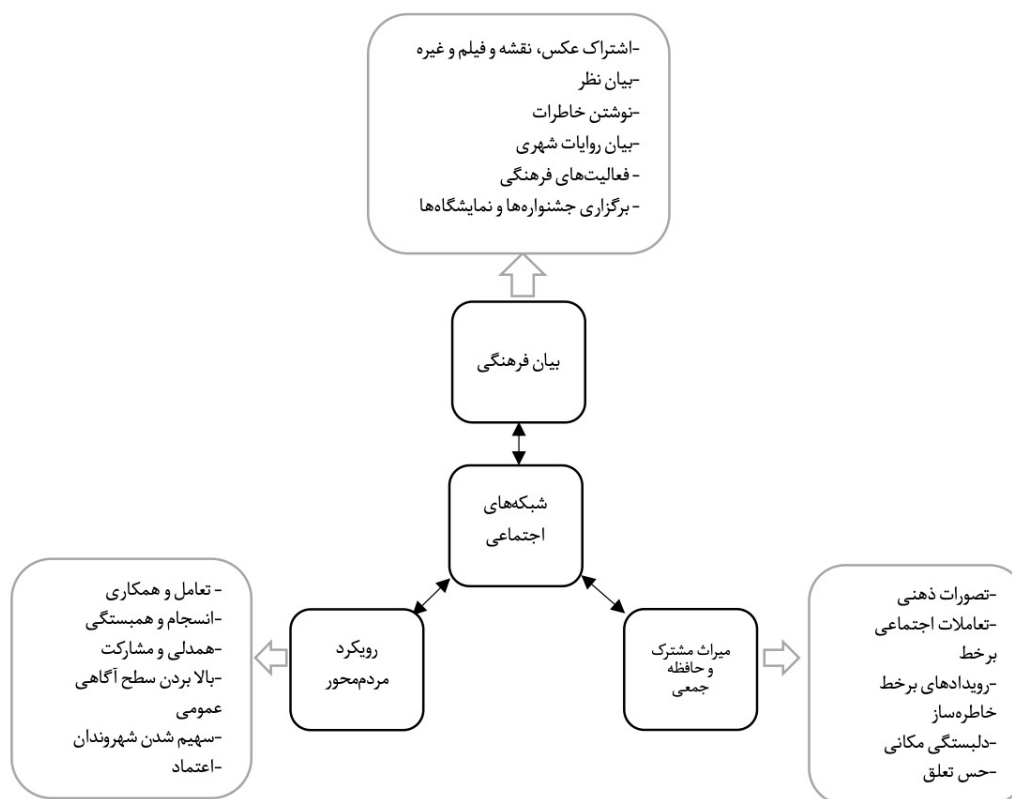 -اشتراک عکس، نقشه و فیلم و غیره
-بیان نظر
-نوشتن خاطرات
-بیان روایات شهری
- فعالیت‌های فرهنگی
- برگزاری جشنواره‌ها و نمایشگاه‌ها
بیان فرهنگی
شبکه‌های
اجتماعی
میراث مشترک
و حافظه
جمعی
-تصورات ذهنی
-تعاملات اجتماعی
برخط
-رویدادهای برخط
خاطره‌ساز
-دلبستگی مکانی
-حس تعلق
رویکرد
مردم‌محور
- تعامل و همکاری
-انسجام و همبستگی
-همدلی و مشارکت
-بالا بردن سطح آگاهی
عمومی
-سهیم شدن شهروندان
-اعتماد